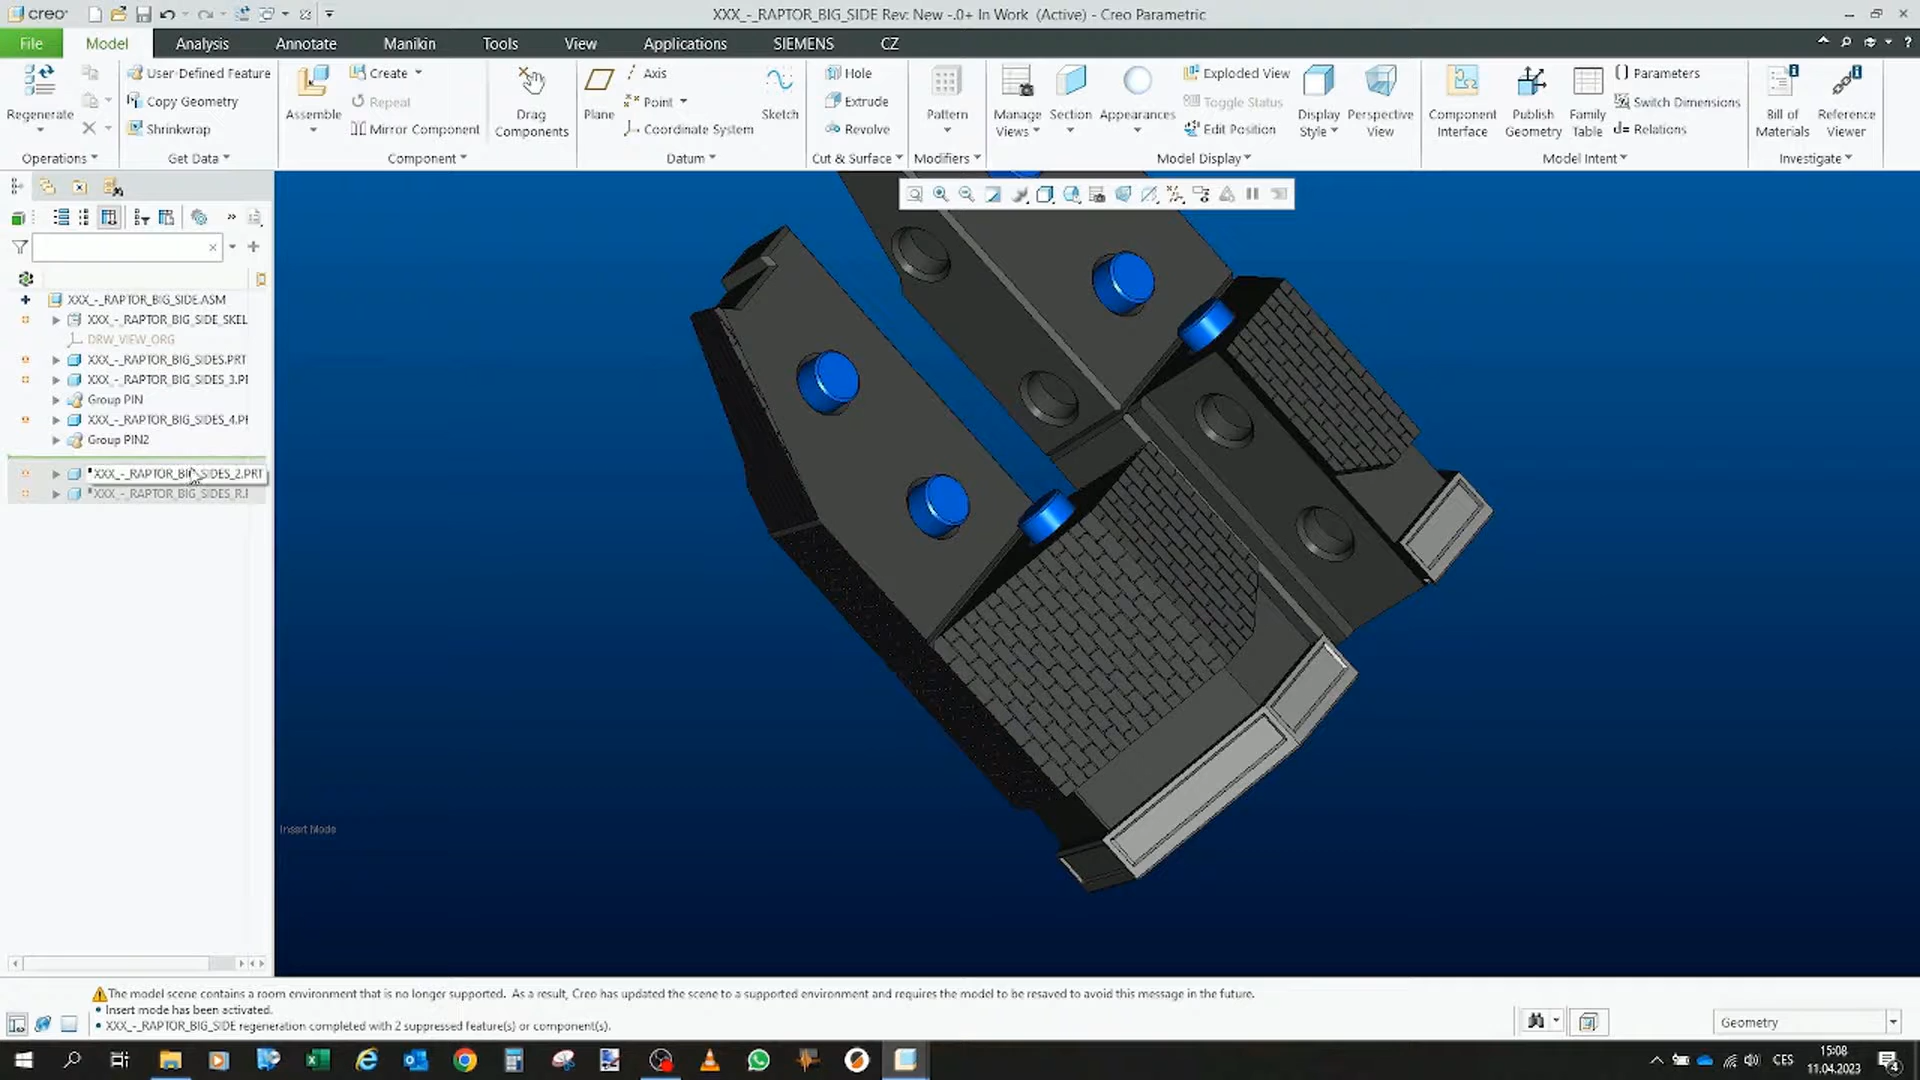 creo
XXX_-_RAPTOR_BIG_SIDE Rev: New -.0+ In Work (Active) - Creo Parametric
File
Model
Analysis
Annotate
Manikin
Tools
View
Applications
SIEMENS
CZ
Regenerate
User-Defined Feature
Copy Geometry
Shrinkwrap
Assemble
Create
Repeat
Mirror Component
Drag Components
Plane
Axis
Point
Coordinate System
Sketch
Hole
Extrude
Revolve
Pattern
Manage Views
Section
Appearances
Exploded View
Toggle Status
Edit Position
Display Style
Perspective View
Component Interface
Publish Geometry
Family Table
Parameters
Switch Dimensions
Relations
Bill of Materials
Reference Viewer
Operations
Get Data
Component
Datum
Cut & Surface
Modifiers
Model Display
Model Intent
Investigate
XXX_-_RAPTOR_BIG_SIDE.ASM
XXX_-_RAPTOR_BIG_SIDE_SKEL
DRW_VIEW_ORG
XXX_-_RAPTOR_BIG_SIDES.PRT
XXX_-_RAPTOR_BIG_SIDES_3.PI
Group PIN
XXX_-_RAPTOR_BIG_SIDES_4.PI
Group PIN2
XXX_-_RAPTOR_BIG_SIDES_2.PRT
XXX_-_RAPTOR_BIG_SIDES_R.I
Insert Mode
The model scene contains a room environment that is no longer supported. As a result, Creo has updated the scene to a supported environment and requires the model to be resaved to avoid this message in the future.
• Insert mode has been activated.
• XXX_-_RAPTOR_BIG_SIDE regeneration completed with 2 suppressed feature(s) or component(s).
Geometry
CES
15:08
11.04.2023
4